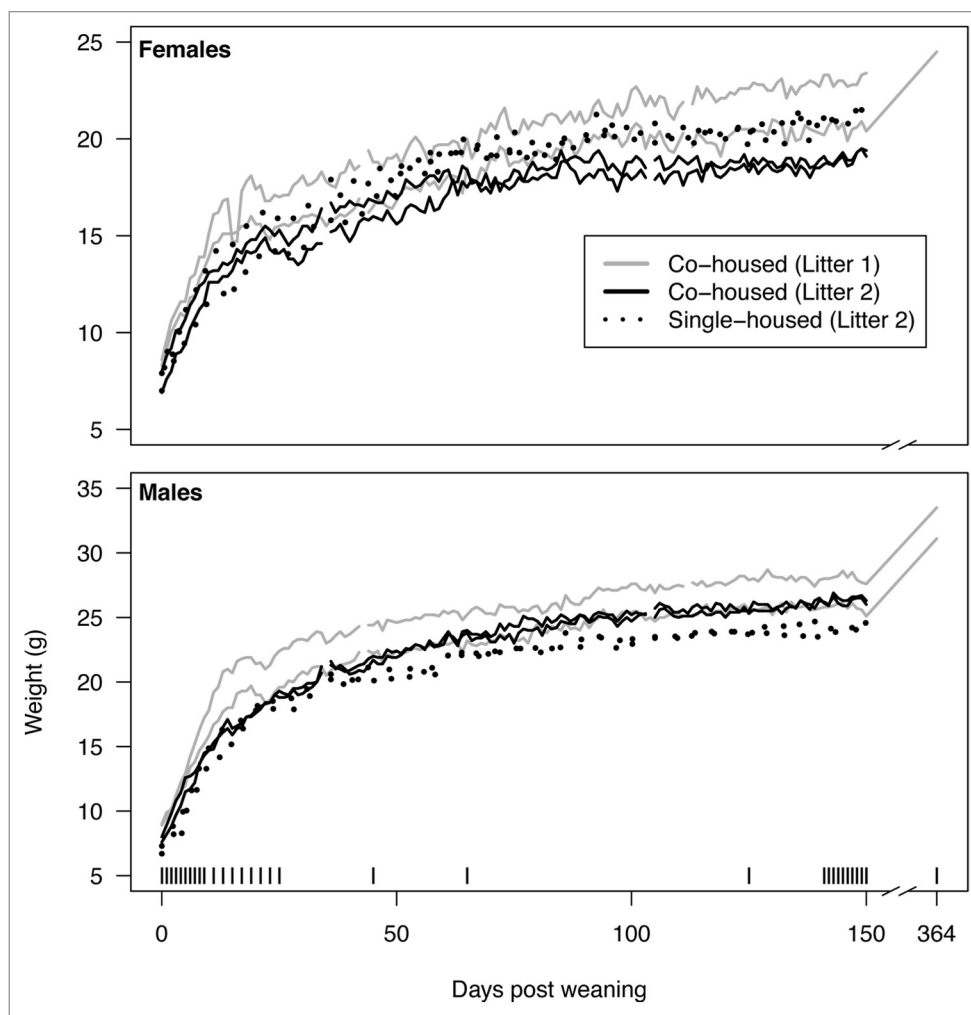 Females
25
20
15
10
5
Co−housed (Litter 1)
Co−housed (Litter 2)
Single−housed (Litter 2)
Males
35
30
25
20
15
10
5
Weight (g)
0
50
100
150
364
Days post weaning